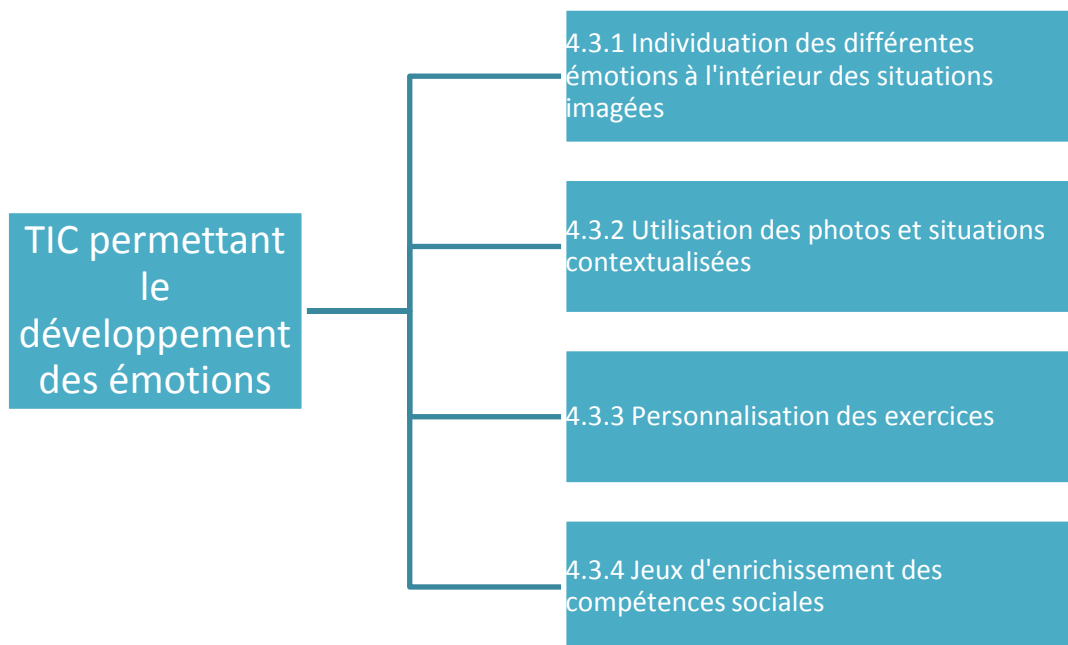 TIC permettant
le
développement
des émotions
4.3.1 Individuation des différentes
émotions à l'intérieur des situations
imagées
4.3.2 Utilisation des photos et situations
contextualisées
4.3.3 Personnalisation des exercices
4.3.4 Jeux d'enrichissement des
compétences sociales